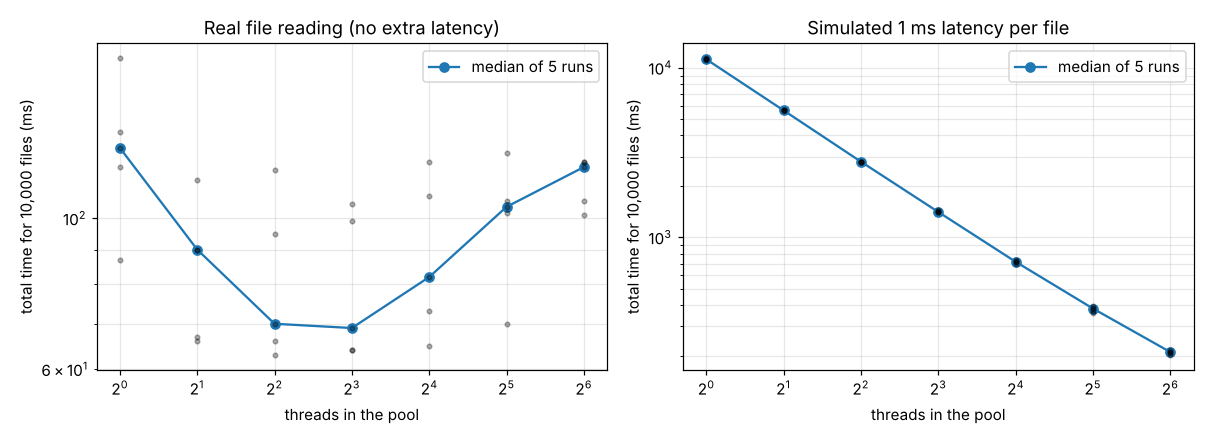 Real file reading (no extra latency)
median of 5 runs
total time for 10,000 files (ms)
10²
6 × 10¹
2⁰ 2¹ 2² 2³ 2⁴ 2⁵ 2⁶
threads in the pool
Simulated 1 ms latency per file
median of 5 runs
total time for 10,000 files (ms)
10⁴
10³
2⁰ 2¹ 2² 2³ 2⁴ 2⁵ 2⁶
threads in the pool